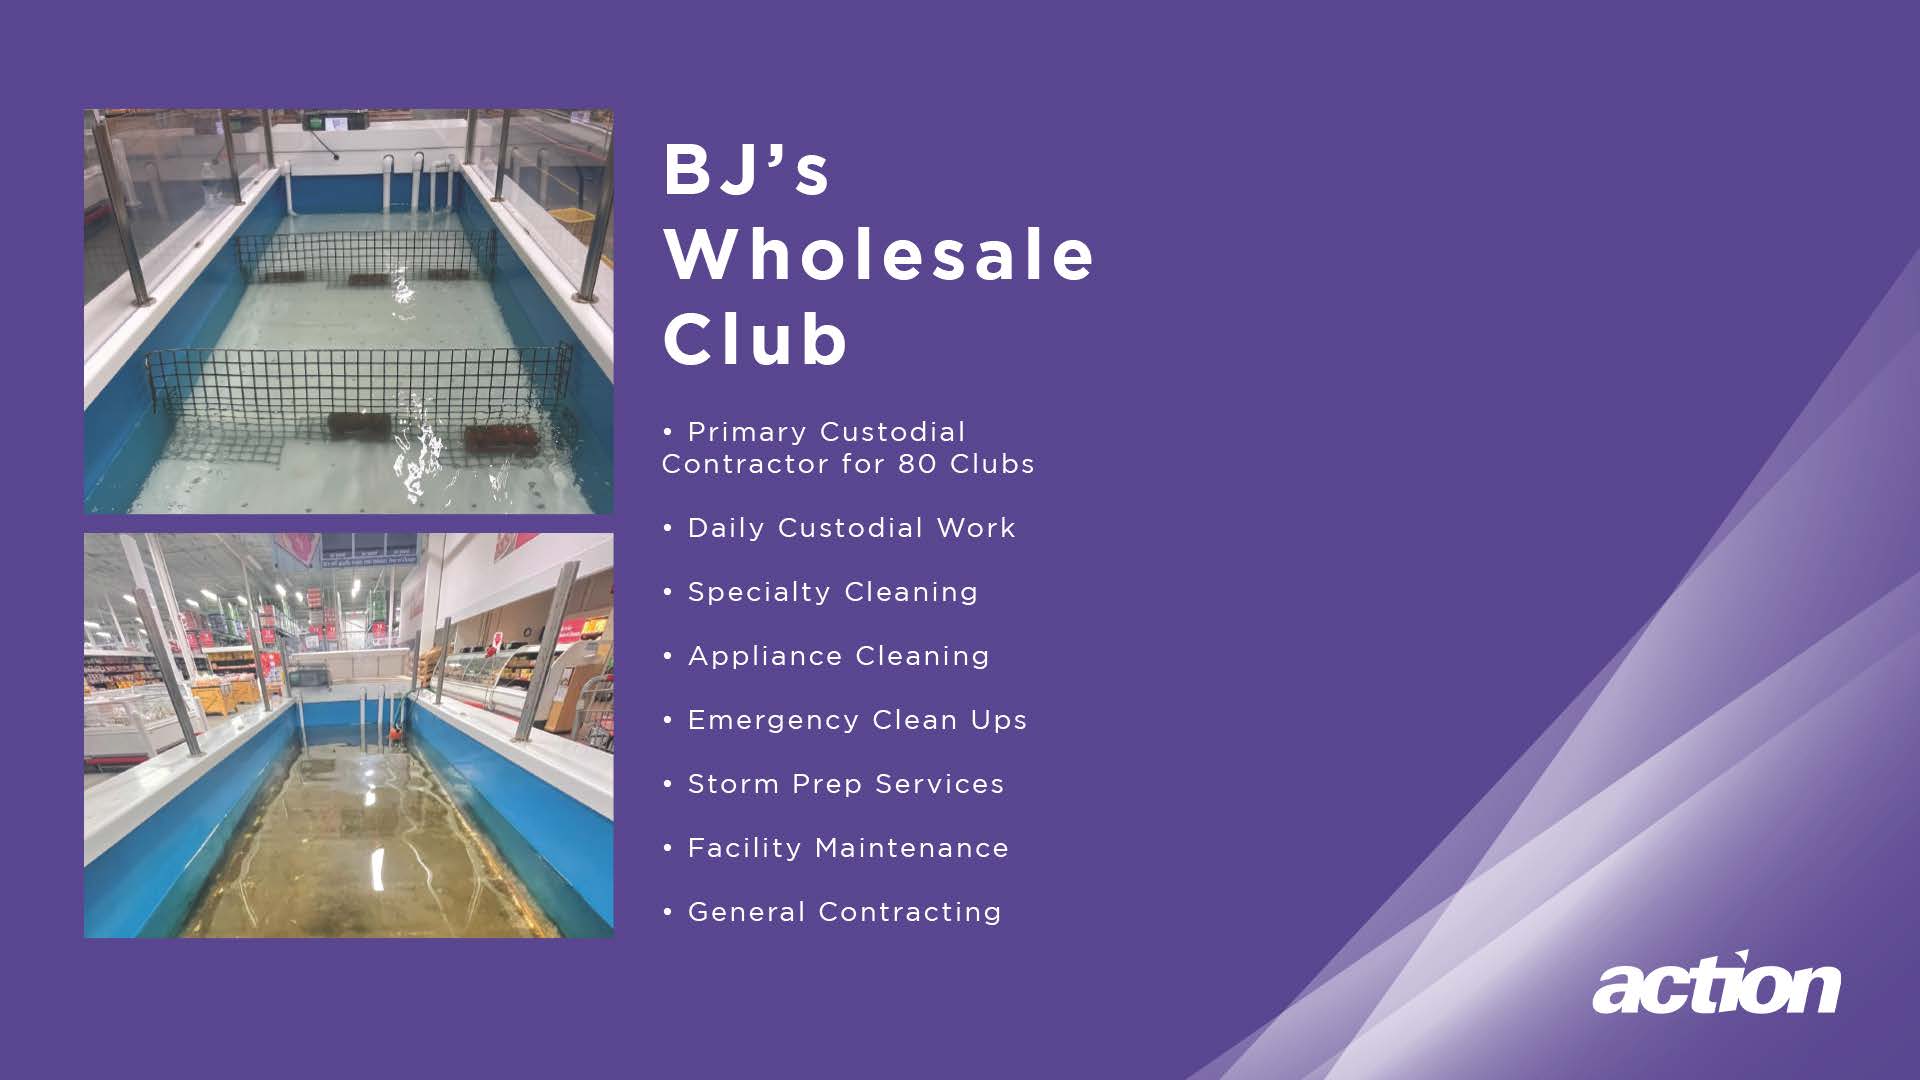 BJ’s
Wholesale
Club
• Primary Custodial
Contractor for 80 Clubs
• Daily Custodial Work
• Specialty Cleaning
• Appliance Cleaning
• Emergency Clean Ups
• Storm Prep Services
• Facility Maintenance
• General Contracting
action